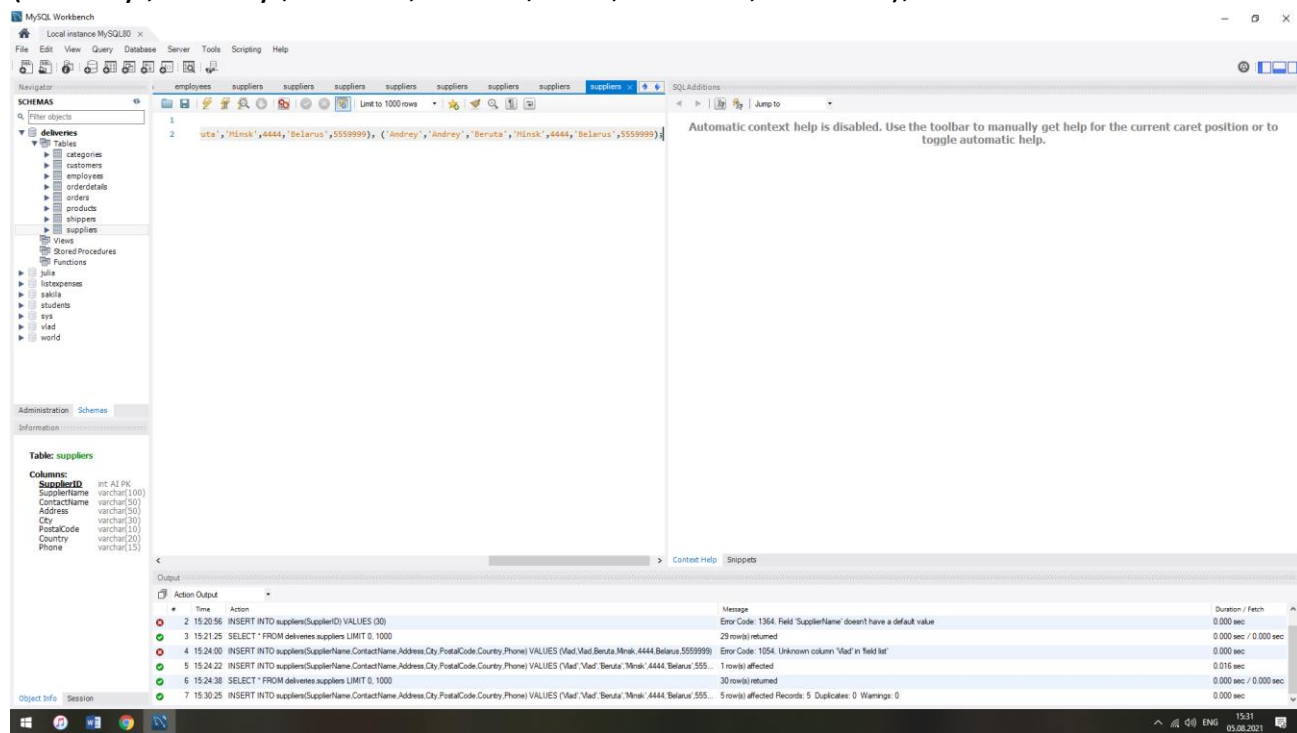 MySQL Workbench
Local instance MySQL80 ×
File Edit View Query Database Server Tools Scripting Help
Navigator
employees suppliers suppliers suppliers suppliers suppliers suppliers suppliers suppliers ×
SQLAdditions
SCHEMAS
Limit to 1000 rows
Jump to
Filter objects
deliveries
Tables
categories
customers
employees
orderdetails
orders
products
shippers
suppliers
Views
Stored Procedures
Functions
julia
listexpenses
sakila
students
sys
vlad
world
1
2 uta','Minsk',4444,'Belarus',5559999), ('Andrey','Andrey','Beruta','Minsk',4444,'Belarus',5559999);
Automatic context help is disabled. Use the toolbar to manually get help for the current caret position or to
toggle automatic help.
Administration Schemas
Information
Table: suppliers
Columns:
SupplierID int AI PK
SupplierName varchar(100)
ContactName varchar(50)
Address varchar(50)
City varchar(30)
PostalCode varchar(10)
Country varchar(20)
Phone varchar(15)
Context Help Snippets
Output
Action Output
# Time Action Message Duration / Fetch
2 15:20:56 INSERT INTO suppliers(SupplierID) VALUES (30) Error Code: 1364. Field 'SupplierName' doesn't have a default value 0.000 sec
3 15:21:25 SELECT * FROM deliveries.suppliers LIMIT 0, 1000 29 row(s) returned 0.000 sec / 0.000 sec
4 15:24:00 INSERT INTO suppliers(SupplierName,ContactName,Address,City,PostalCode,Country,Phone) VALUES (Vlad,Vlad,Beruta,Minsk,4444,Belarus,5559999) Error Code: 1054. Unknown column 'Vlad' in 'field list' 0.000 sec
5 15:24:22 INSERT INTO suppliers(SupplierName,ContactName,Address,City,PostalCode,Country,Phone) VALUES ('Vlad','Vlad','Beruta','Minsk',4444,'Belarus',555... 1 row(s) affected 0.016 sec
6 15:24:38 SELECT * FROM deliveries.suppliers LIMIT 0, 1000 30 row(s) returned 0.000 sec / 0.000 sec
7 15:30:25 INSERT INTO suppliers(SupplierName,ContactName,Address,City,PostalCode,Country,Phone) VALUES ('Vlad','Vlad','Beruta','Minsk',4444,'Belarus',555... 5 row(s) affected Records: 5 Duplicates: 0 Warnings: 0 0.000 sec
Object Info Session
ENG 15:31
05.08.2021